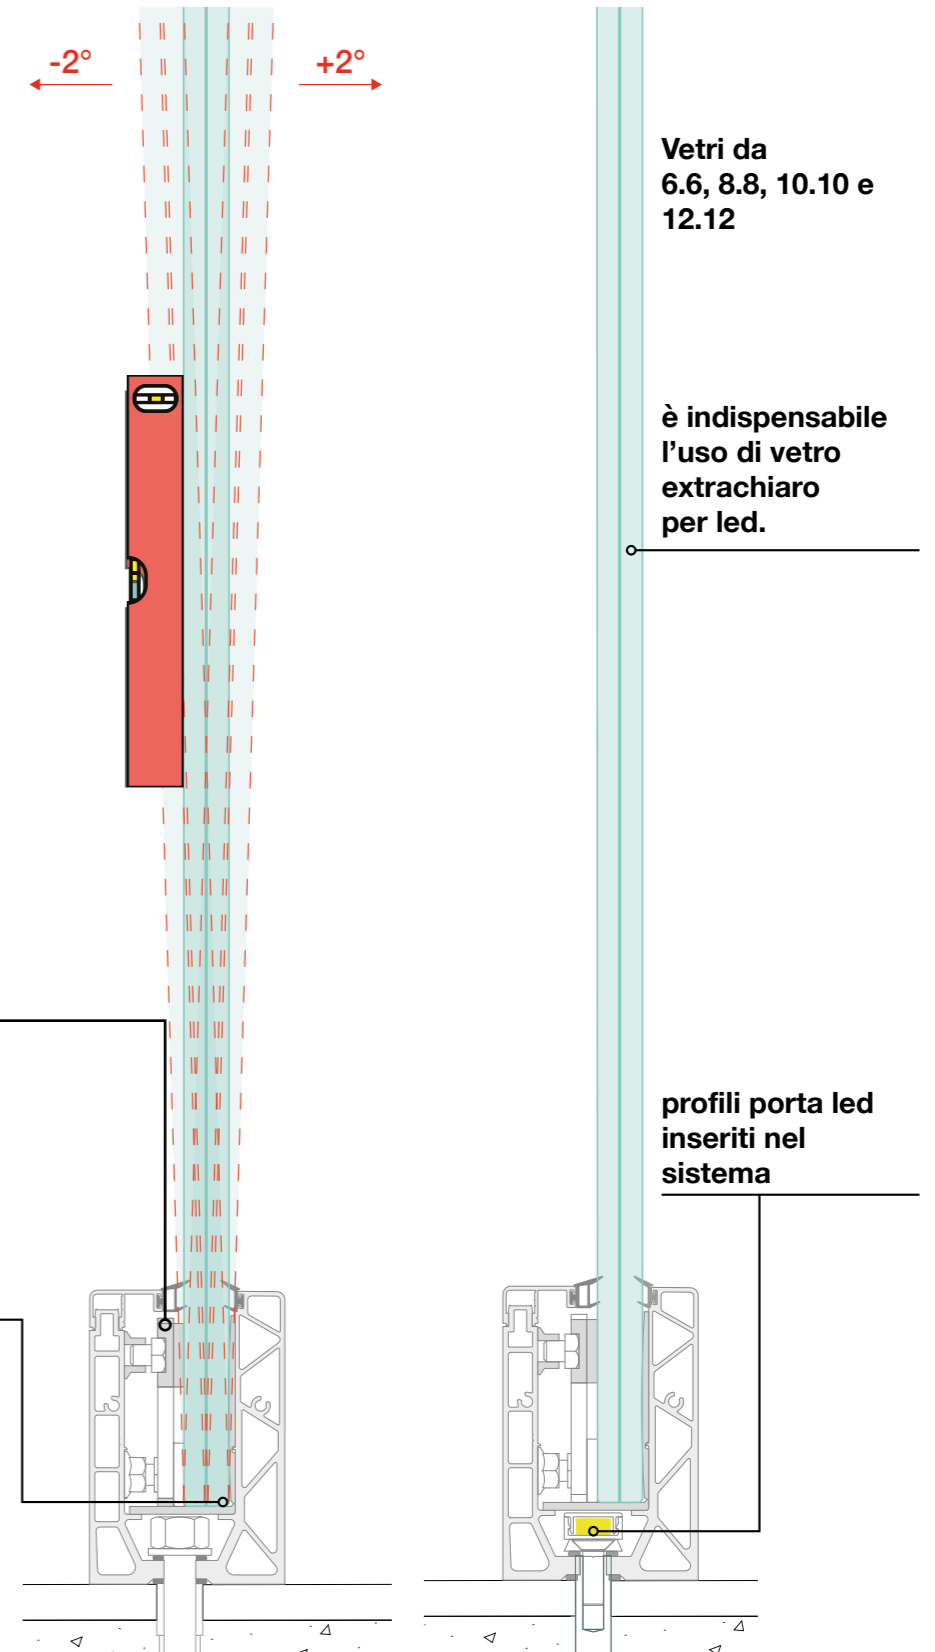 -2°
+2°
Vetri da
6.6, 8.8, 10.10 e
12.12
è indispensabile
l’uso di vetro
extrachiaro
per led.
profili porta led
inseriti nel
sistema